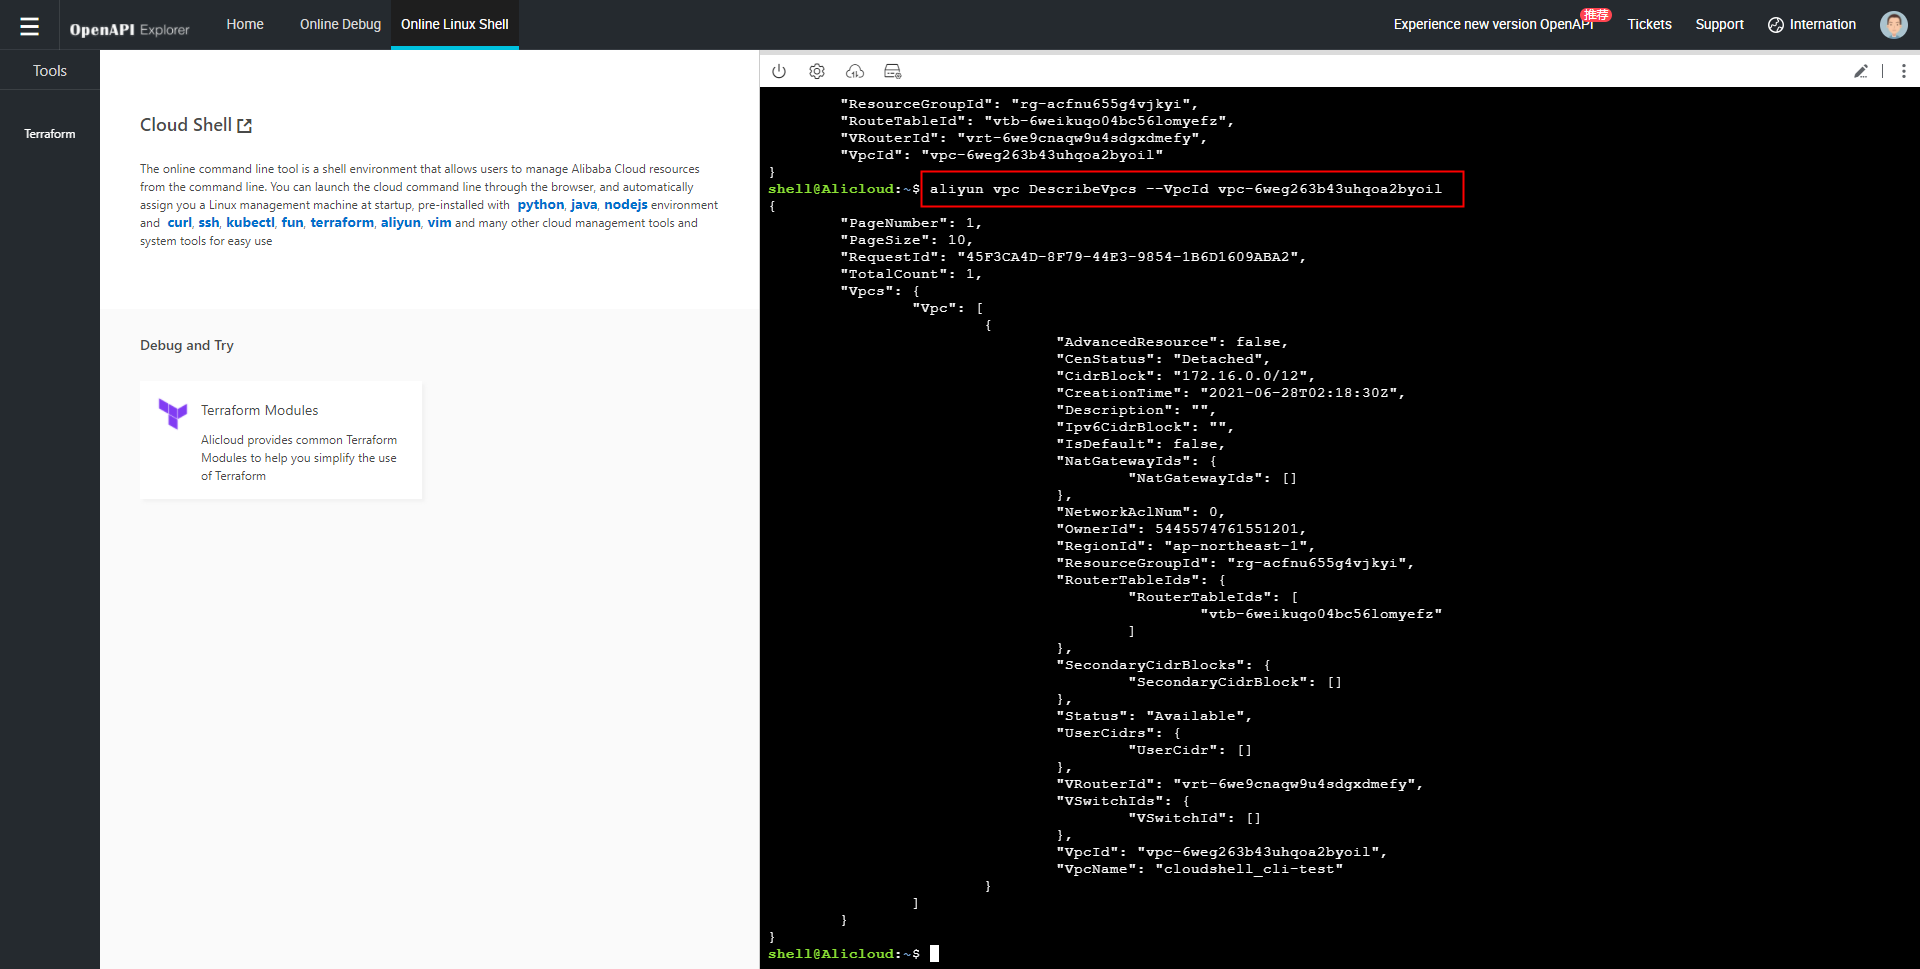 OpenAPI Explorer
Home
Online Debug
Online Linux Shell
Experience new version OpenAPI
推荐
Tickets
Support
Internation
Tools
Terraform
Cloud Shell
The online command line tool is a shell environment that allows users to manage Alibaba Cloud resources
from the command line. You can launch the cloud command line through the browser, and automatically
assign you a Linux management machine at startup, pre-installed with python, java, nodejs environment
and curl, ssh, kubectl, fun, terraform, aliyun, vim and many other cloud management tools and
system tools for easy use
Debug and Try
Terraform Modules
Alicloud provides common Terraform
Modules to help you simplify the use
of Terraform
"ResourceGroupId": "rg-acfnu655g4vjkyi",
"RouteTableId": "vtb-6weikuqo04bc56lomyefz",
"VRouterId": "vrt-6we9cnaqw9u4sdgxdmefy",
"VpcId": "vpc-6weg263b43uhqoa2byoil"
}
shell@Alicloud:~$ aliyun vpc DescribeVpcs --VpcId vpc-6weg263b43uhqoa2byoil
{
"PageNumber": 1,
"PageSize": 10,
"RequestId": "45F3CA4D-8F79-44E3-9854-1B6D1609ABA2",
"TotalCount": 1,
"Vpcs": {
"Vpc": [
{
"AdvancedResource": false,
"CenStatus": "Detached",
"CidrBlock": "172.16.0.0/12",
"CreationTime": "2021-06-28T02:18:30Z",
"Description": "",
"Ipv6CidrBlock": "",
"IsDefault": false,
"NatGatewayIds": {
"NatGatewayIds": []
},
"NetworkAclNum": 0,
"OwnerId": 5445574761551201,
"RegionId": "ap-northeast-1",
"ResourceGroupId": "rg-acfnu655g4vjkyi",
"RouterTableIds": {
"RouterTableIds": [
"vtb-6weikuqo04bc56lomyefz"
]
},
"SecondaryCidrBlocks": {
"SecondaryCidrBlock": []
},
"Status": "Available",
"UserCidrs": {
"UserCidr": []
},
"VRouterId": "vrt-6we9cnaqw9u4sdgxdmefy",
"VSwitchIds": {
"VSwitchId": []
},
"VpcId": "vpc-6weg263b43uhqoa2byoil",
"VpcName": "cloudshell_cli-test"
}
]
}
}
shell@Alicloud:~$